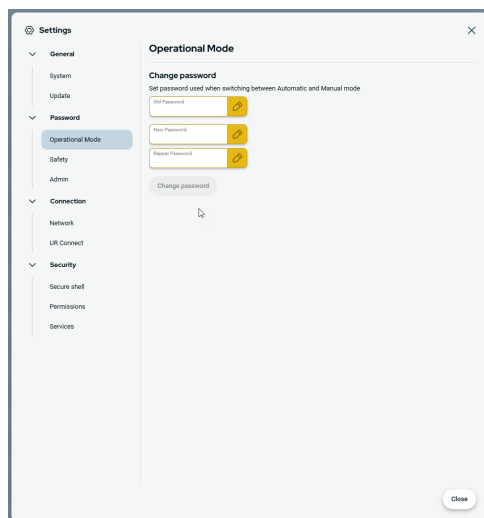 Settings
General
System
Update
Password
Operational Mode
Safety
Admin
Connection
Network
UR Connect
Security
Secure shell
Permissions
Services
Operational Mode
Change password
Set password used when switching between Automatic and Manual mode
Old Password
New Password
Repeat Password
Change password
Close